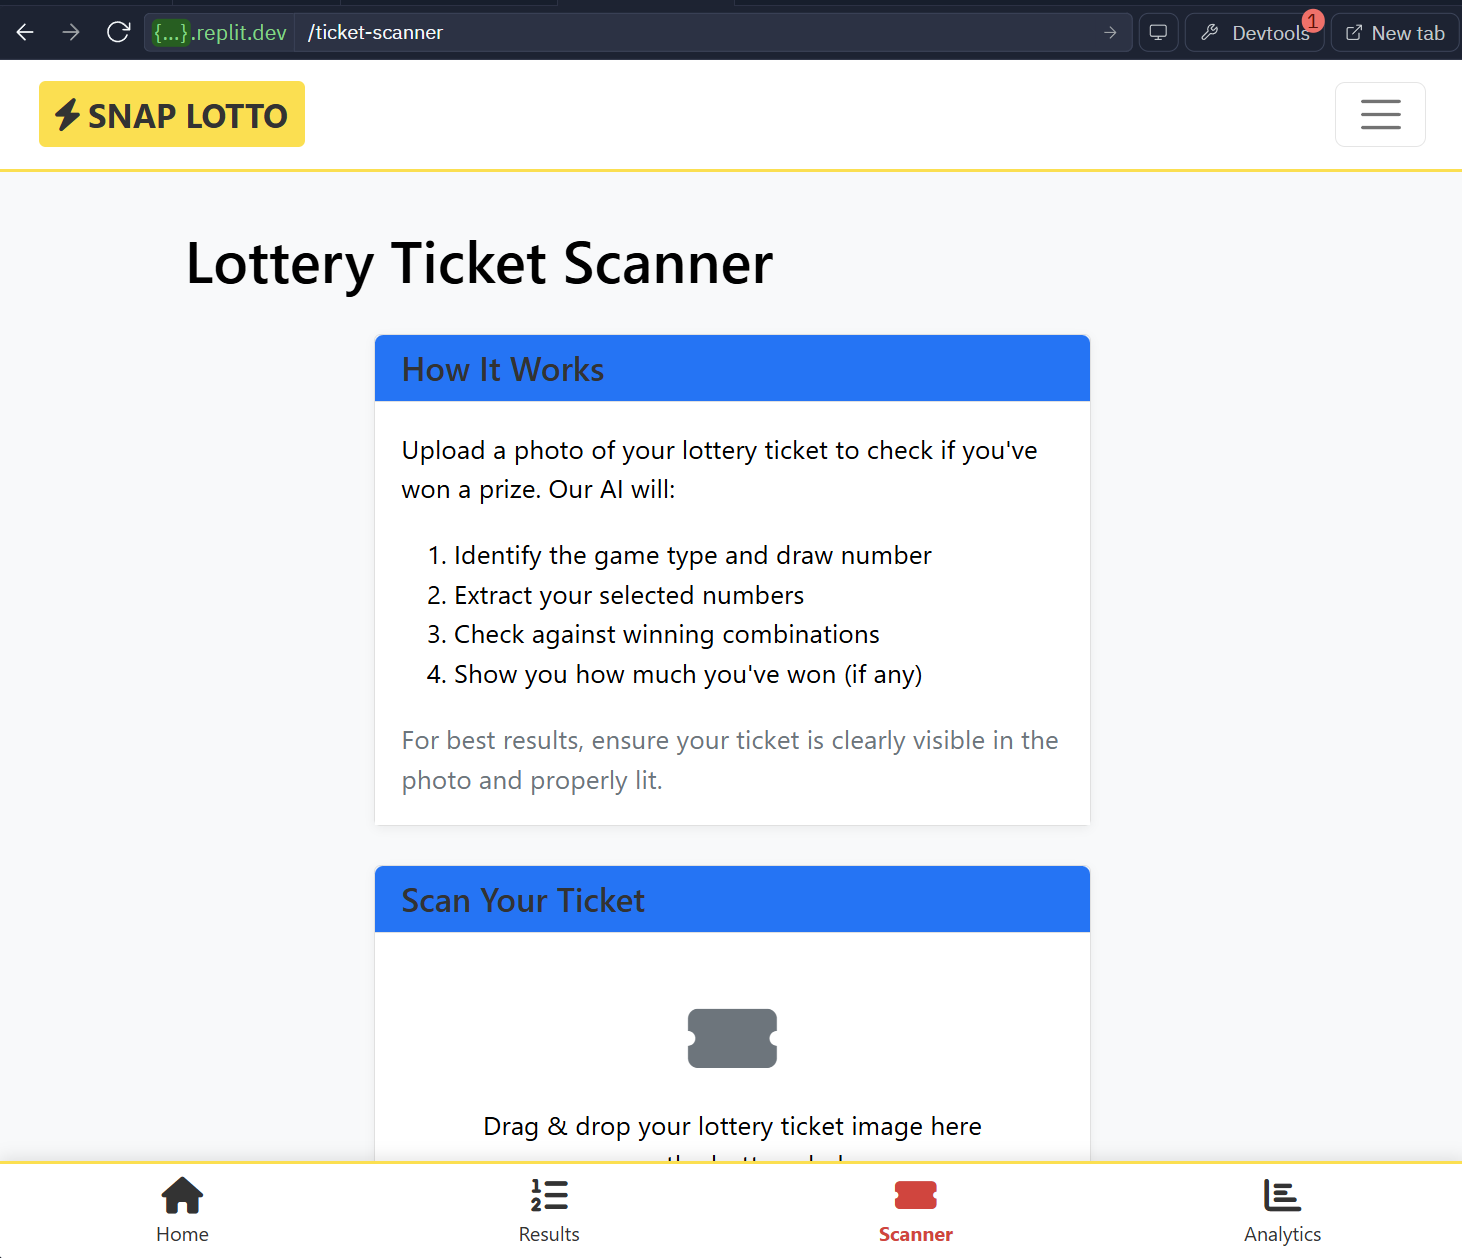 {...}.replit.dev /ticket-scanner
Devtools 1
New tab
SNAP LOTTO
Lottery Ticket Scanner
How It Works
Upload a photo of your lottery ticket to check if you've
won a prize. Our AI will:
1. Identify the game type and draw number
2. Extract your selected numbers
3. Check against winning combinations
4. Show you how much you've won (if any)
For best results, ensure your ticket is clearly visible in the
photo and properly lit.
Scan Your Ticket
Drag & drop your lottery ticket image here
Home
Results
Scanner
Analytics